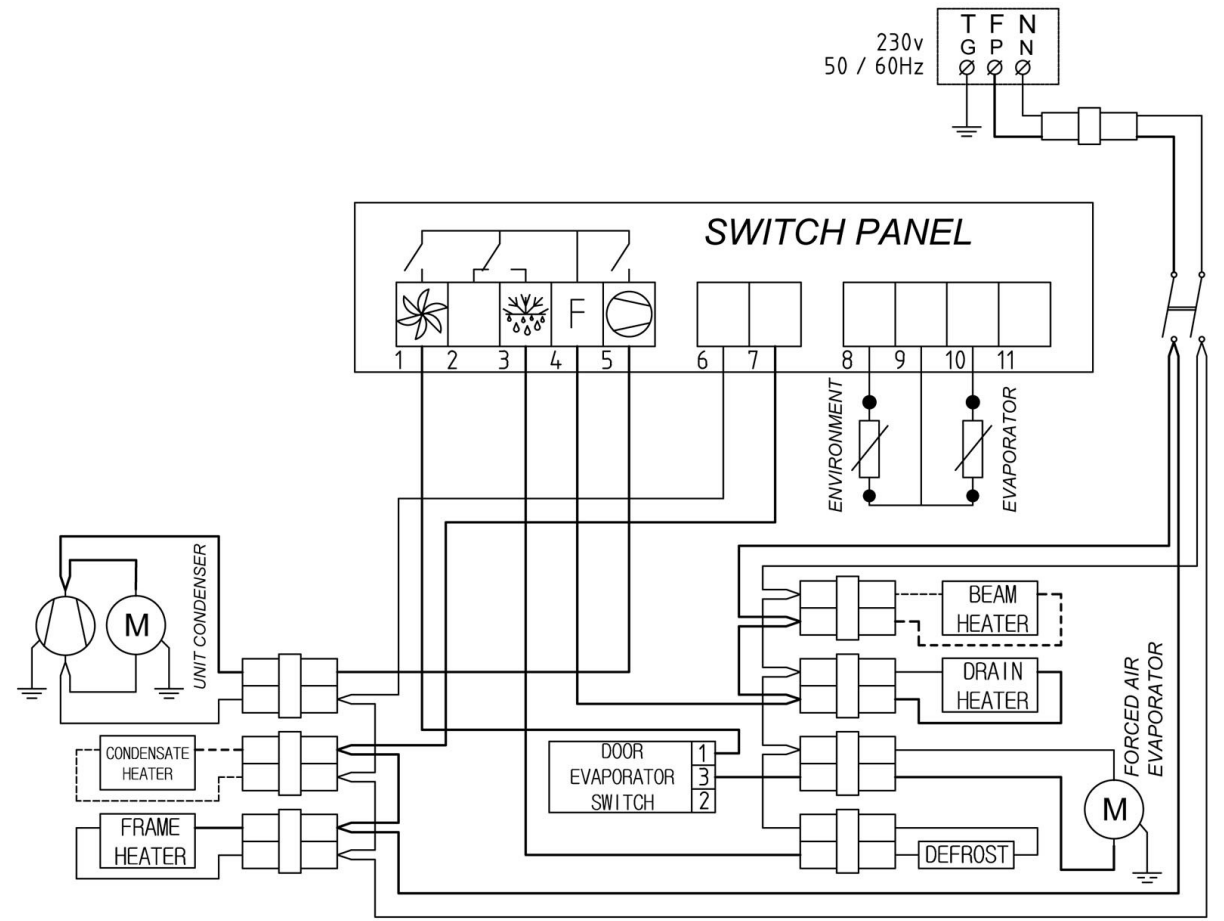 T F N
G P N
230v
50 / 60Hz
SWITCH PANEL
F
1 2 3 4 5 6 7 8 9 10 11
ENVIRONMENT
EVAPORATOR
UNIT CONDENSER
M
BEAM
HEATER
DRAIN
HEATER
FORCED AIR
EVAPORATOR
CONDENSATE
HEATER
DOOR 1
EVAPORATOR 3
SWITCH 2
M
FRAME
HEATER
DEFROST